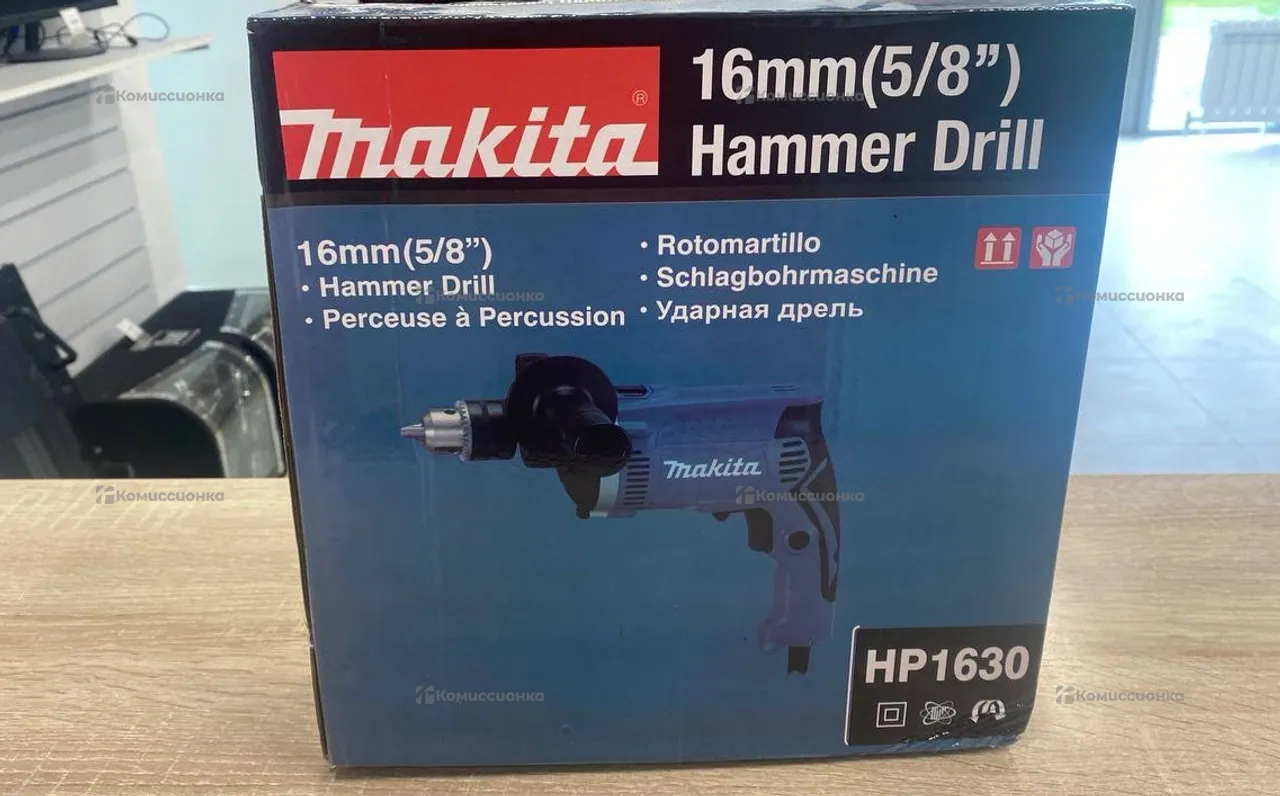 makita®
16mm(5/8”)
Hammer Drill
16mm(5/8”)
• Hammer Drill
• Perceuse à Percussion
• Rotomartillo
• Schlagbohrmaschine
• Ударная дрель
makita
HP1630
Комиссионка
Комиссионка
Комиссионка
Комиссионка
Комиссионка
Комиссионка
Комиссионка
Комиссионка